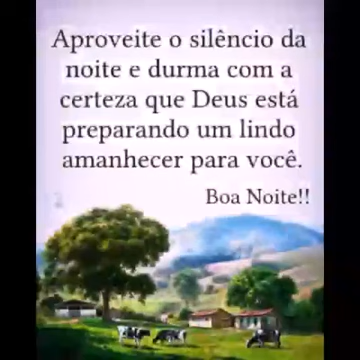 Aproveite o silêncio da
noite e durma com a
certeza que Deus está
preparando um lindo
amanhecer para você.
Boa Noite!!